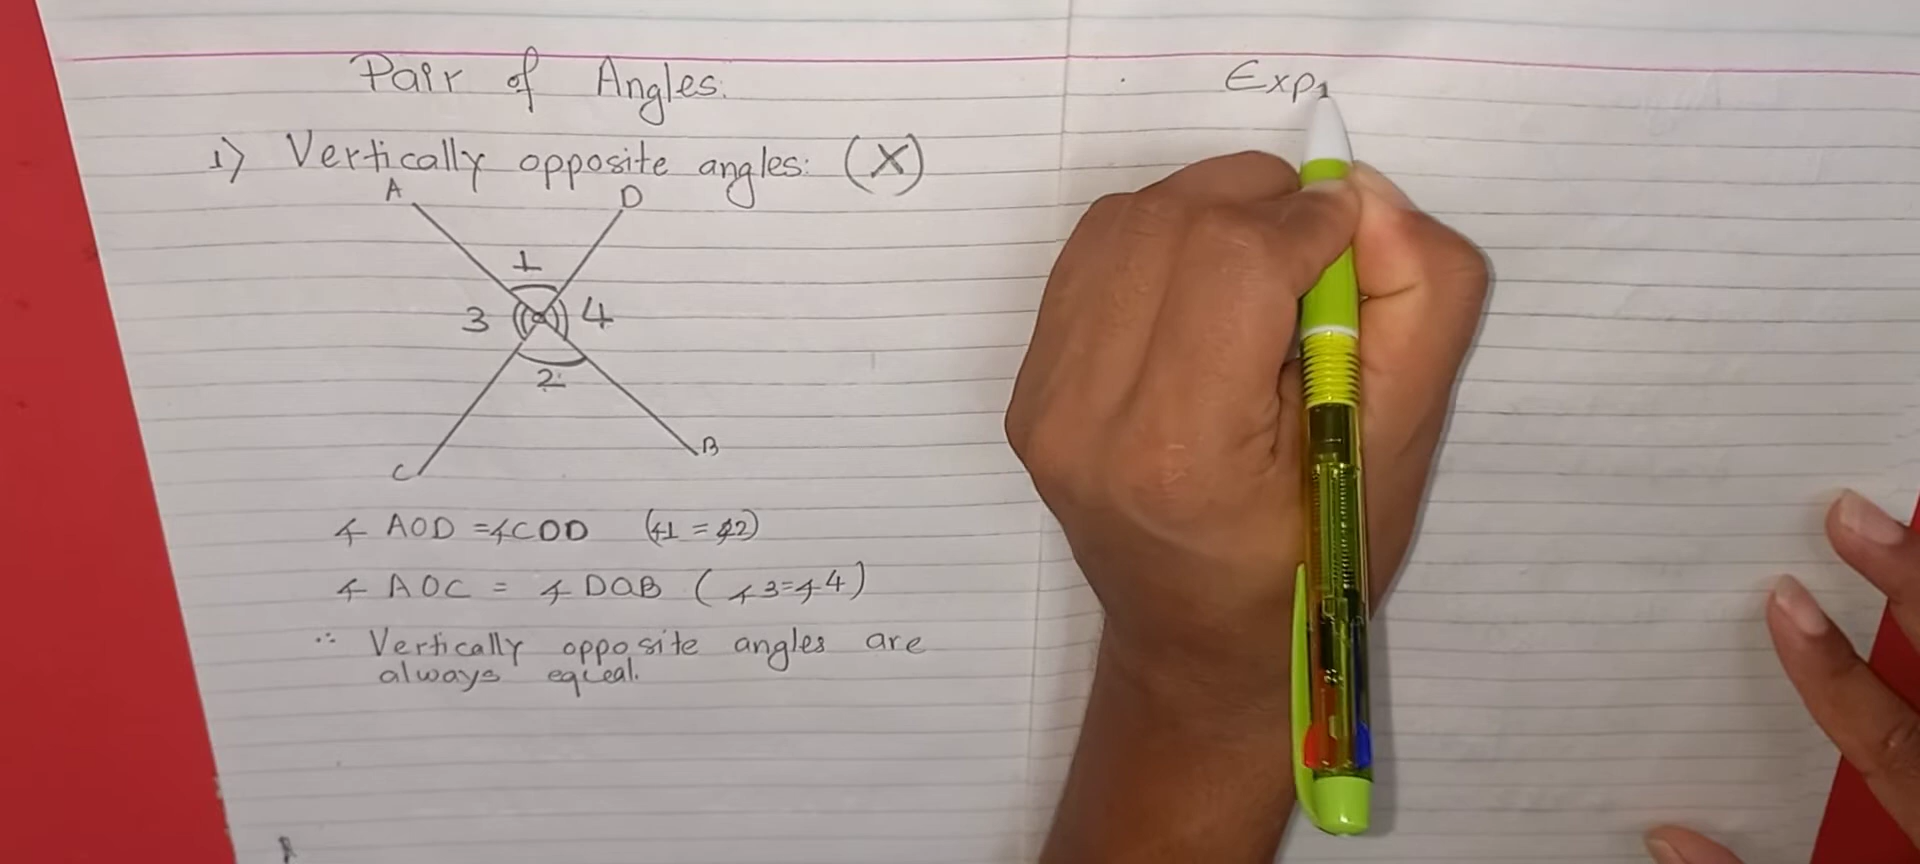 Pair of Angles.
1) Vertically opposite angles: (X)
A D
1
3 4
2
C B
∡ AOD = ∡COD (∡1 = ∡2)
∡ AOC = ∡ DOB (∡3=∡4)
∴ Vertically opposite angles are
always equal.
Exp